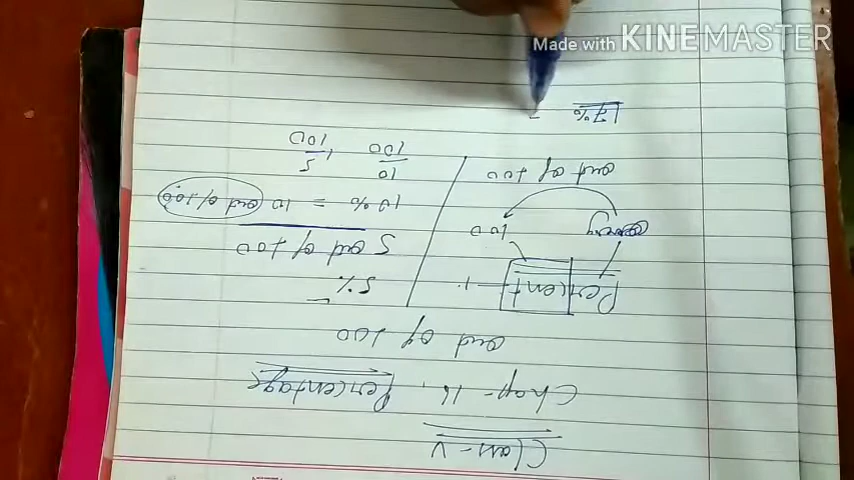 Class - V
Chap - 16, Percentage
out of 100
Percent
100
out of 100
5%
5 out of 100
10% = 10 out of 100
10
100
5
100
17%
Made with KINEMASTER